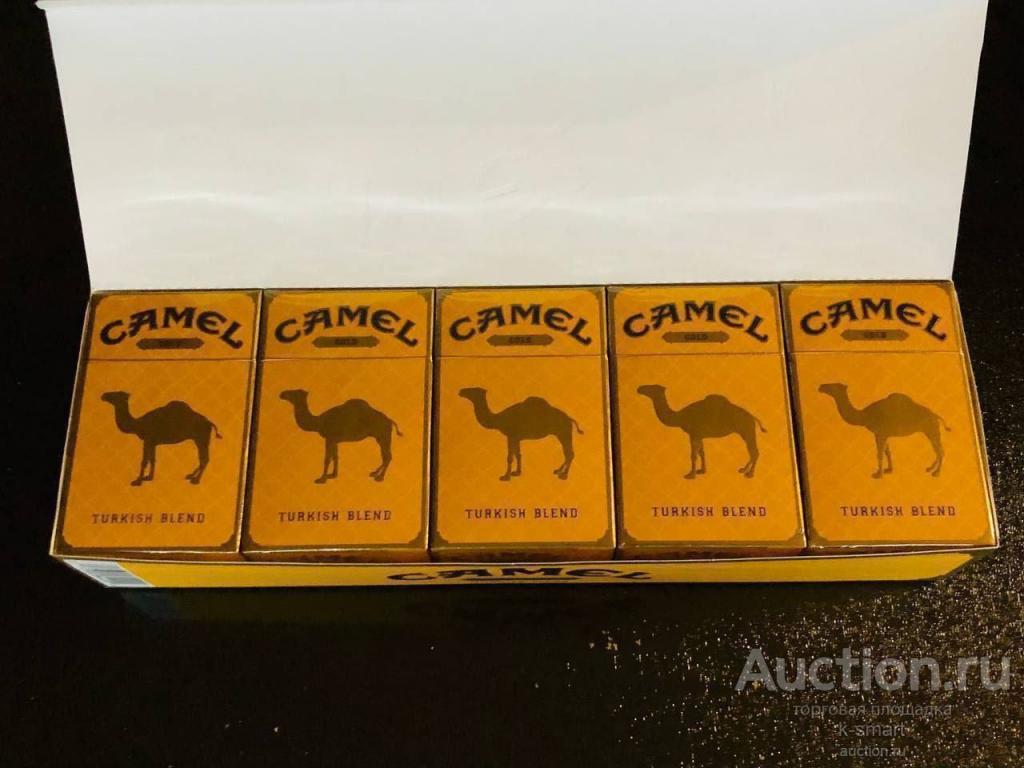 CAMEL CAMEL CAMEL CAMEL CAMEL
GOLD GOLD GOLD GOLD
TURKISH BLEND TURKISH BLEND TURKISH BLEND TURKISH BLEND TURKISH BLEND
CAMEL
Auction.ru
торговая площадка
k-smart
auction.ru